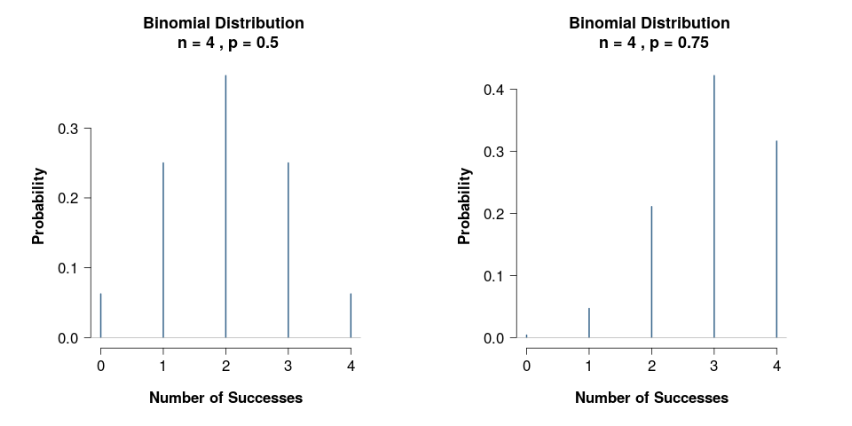 Binomial Distribution
n = 4 , p = 0.5
Probability
0.3
0.2
0.1
0.0
0 1 2 3 4
Number of Successes
Binomial Distribution
n = 4 , p = 0.75
Probability
0.4
0.3
0.2
0.1
0.0
0 1 2 3 4
Number of Successes